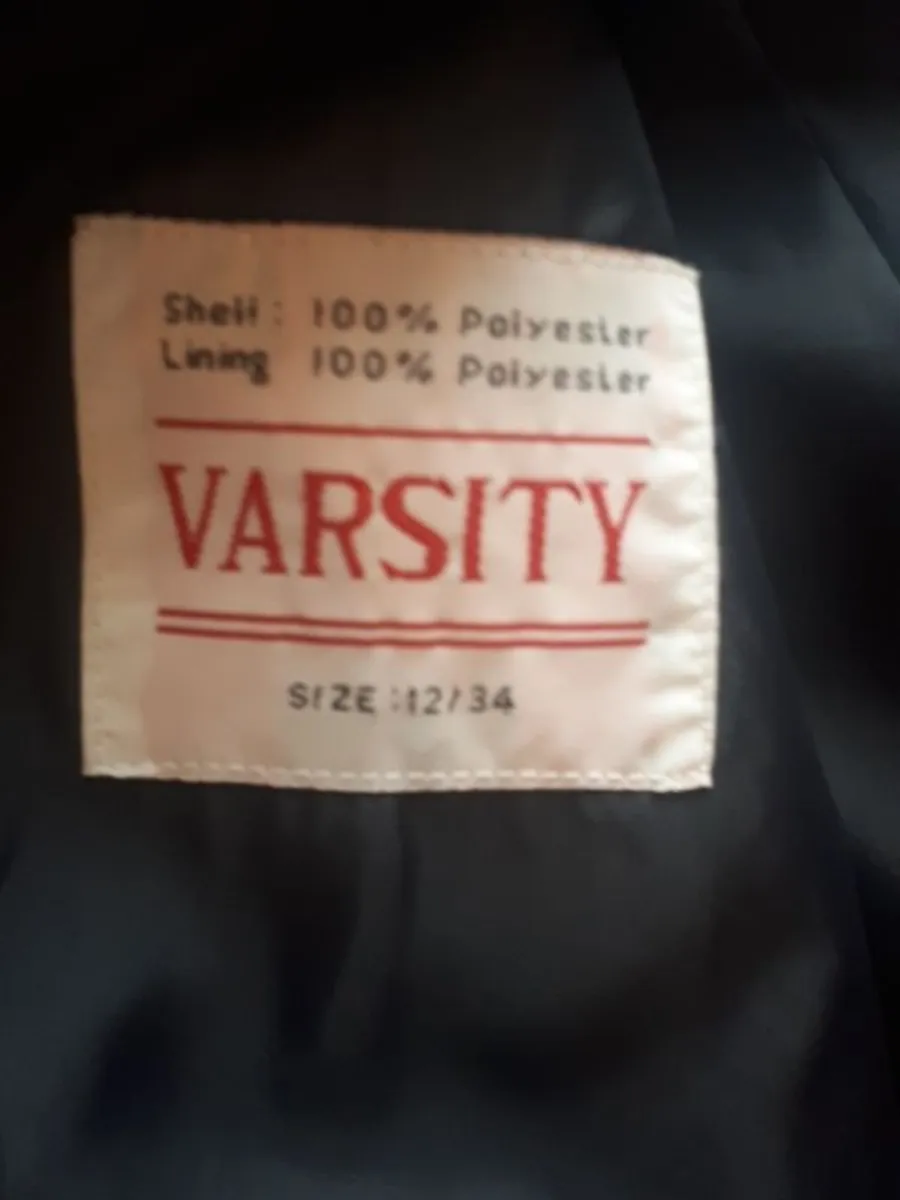 Shell : 100% Polyester
Lining 100% Polyester
VARSITY
SIZE :12/34